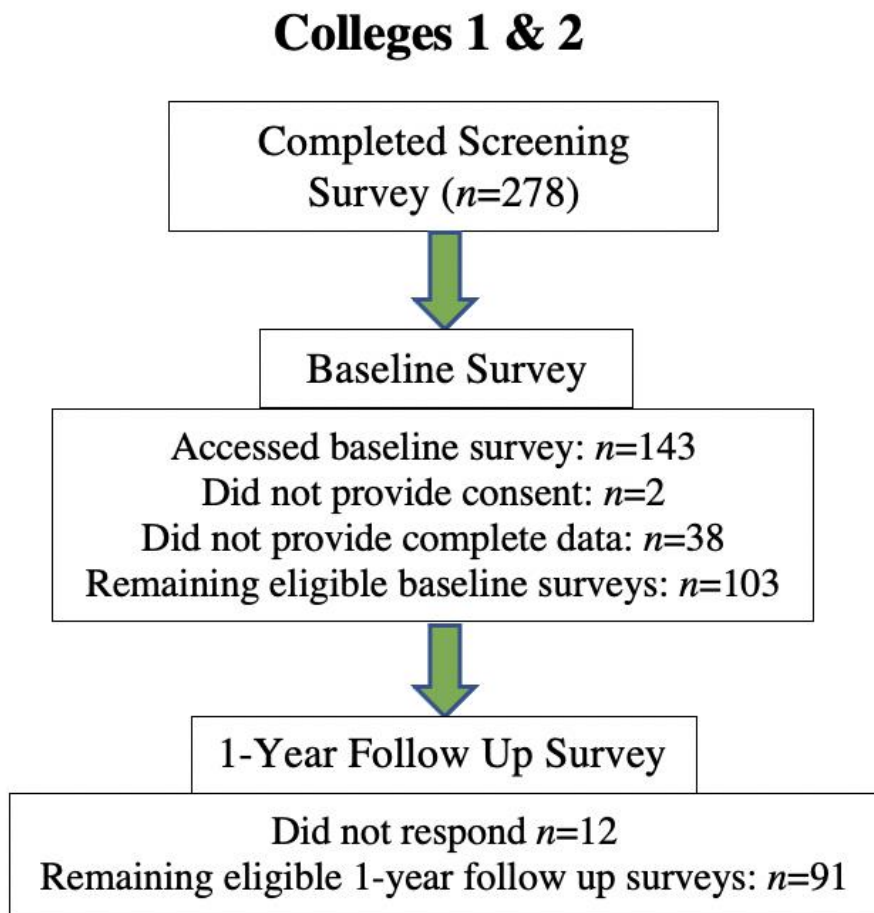 Colleges 1 & 2
Completed Screening
Survey (n=278)
Baseline Survey
Accessed baseline survey: n=143
Did not provide consent: n=2
Did not provide complete data: n=38
Remaining eligible baseline surveys: n=103
1-Year Follow Up Survey
Did not respond n=12
Remaining eligible 1-year follow up surveys: n=91